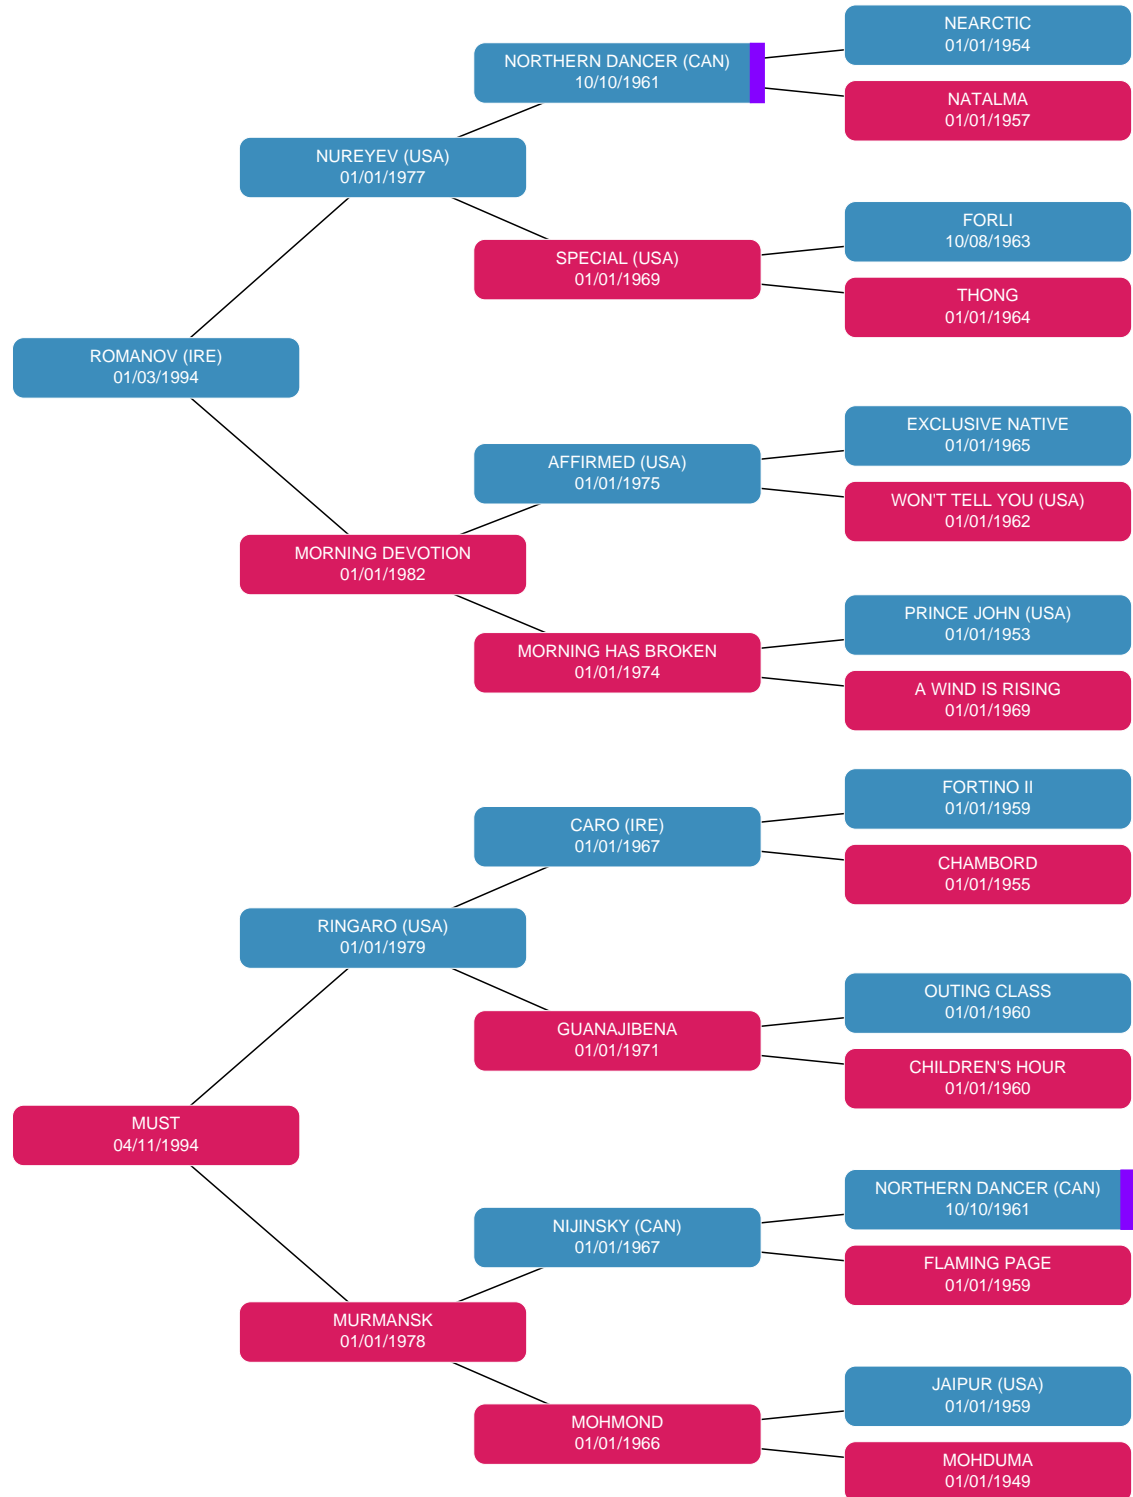 NEARCTIC
01/01/1954
NORTHERN DANCER (CAN)
10/10/1961
NATALMA
01/01/1957
NUREYEV (USA)
01/01/1977
FORLI
10/08/1963
SPECIAL (USA)
01/01/1969
THONG
01/01/1964
ROMANOV (IRE)
01/03/1994
EXCLUSIVE NATIVE
01/01/1965
AFFIRMED (USA)
01/01/1975
WON'T TELL YOU (USA)
01/01/1962
MORNING DEVOTION
01/01/1982
PRINCE JOHN (USA)
01/01/1953
MORNING HAS BROKEN
01/01/1974
A WIND IS RISING
01/01/1969
FORTINO II
01/01/1959
CARO (IRE)
01/01/1967
CHAMBORD
01/01/1955
RINGARO (USA)
01/01/1979
OUTING CLASS
01/01/1960
GUANAJIBENA
01/01/1971
CHILDREN'S HOUR
01/01/1960
MUST
04/11/1994
NORTHERN DANCER (CAN)
10/10/1961
NIJINSKY (CAN)
01/01/1967
FLAMING PAGE
01/01/1959
MURMANSK
01/01/1978
JAIPUR (USA)
01/01/1959
MOHMOND
01/01/1966
MOHDUMA
01/01/1949